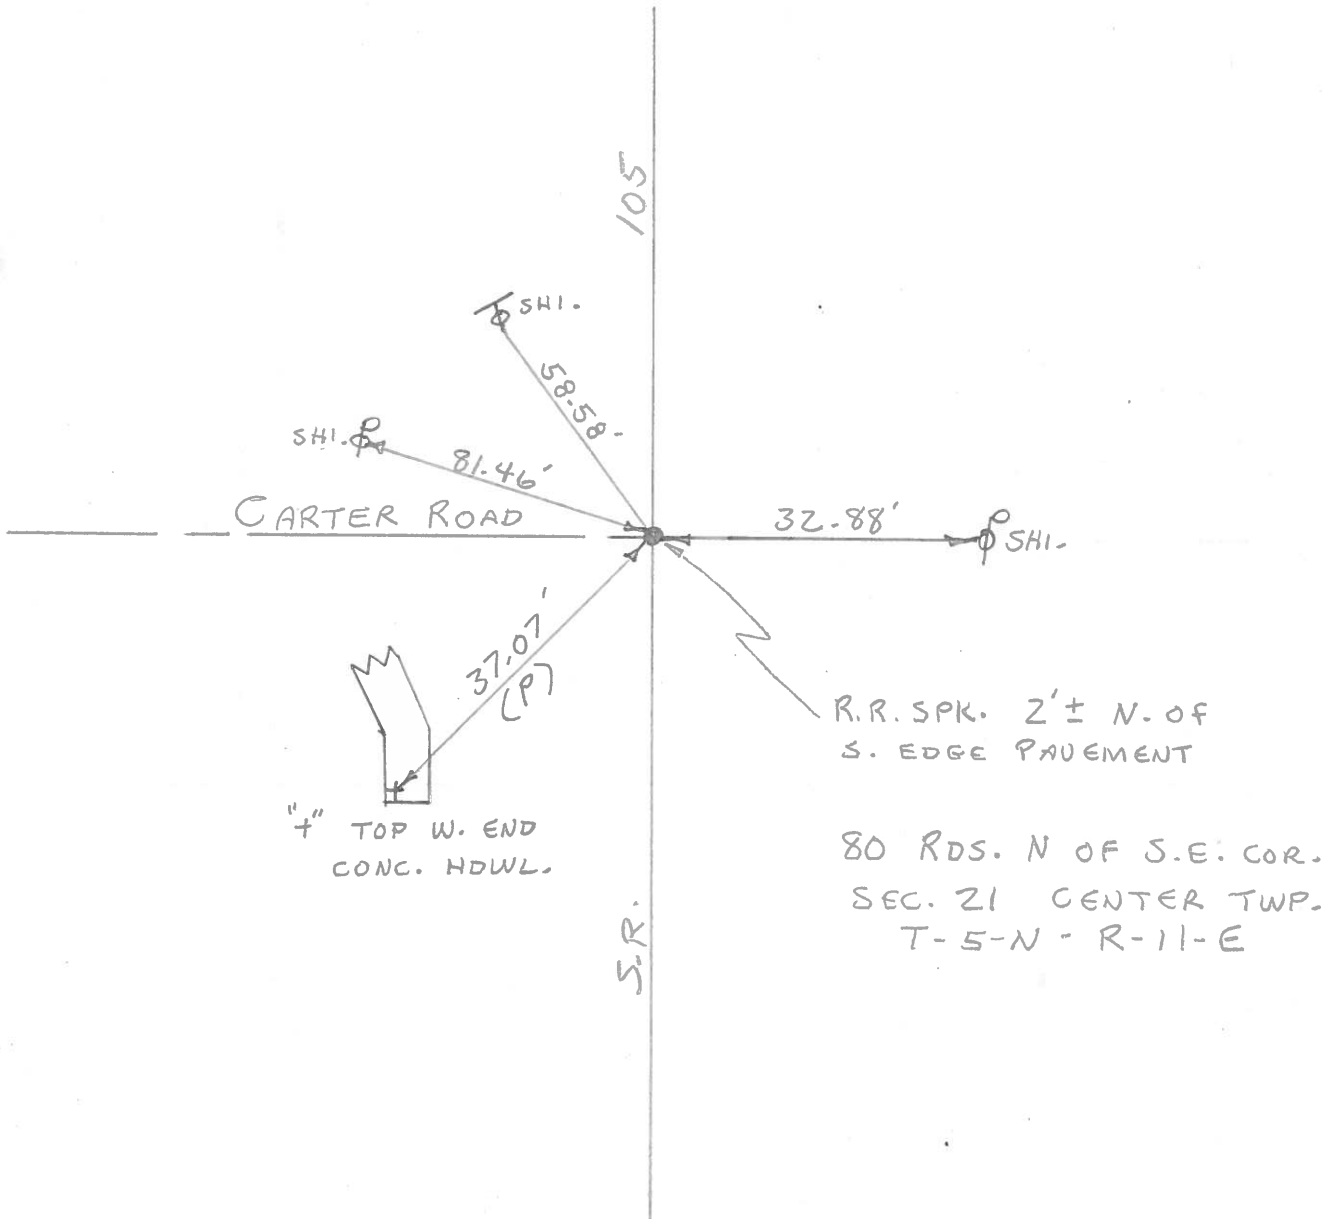 105
SHI.
58.58'
SHI.
81.46'
CARTER ROAD
32.88'
SHI.
37.07'
(P)
R.R. SPK. 2'± N. OF
S. EDGE PAVEMENT
"+" TOP W. END
CONC. HDWL.
80 RDS. N OF S.E. COR.
SEC. 21 CENTER TWP.
T-5-N - R-11-E
S.R.